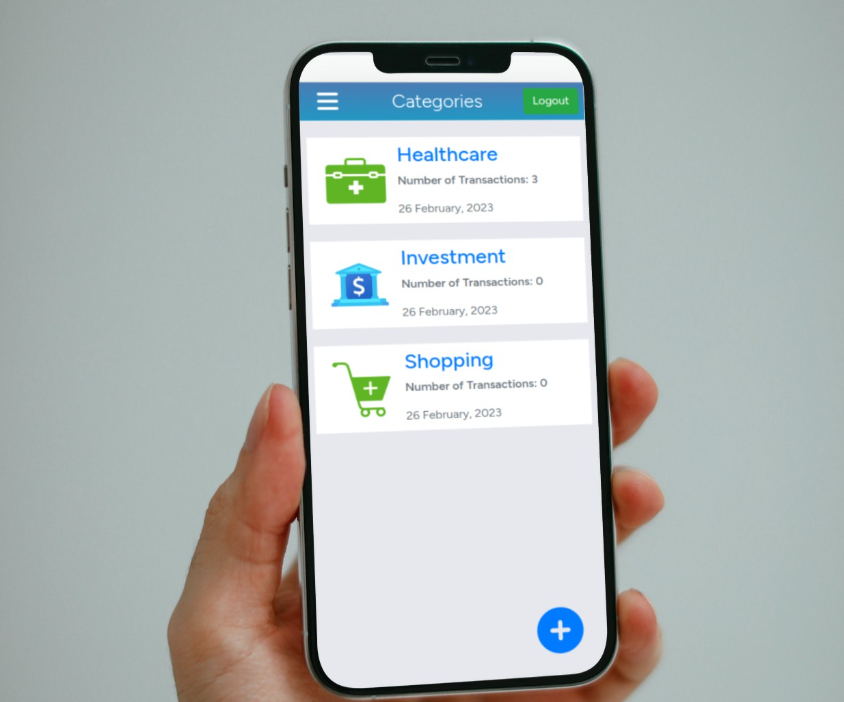 Categories
Logout
Healthcare
Number of Transactions: 3
26 February, 2023
Investment
Number of Transactions: 0
26 February, 2023
Shopping
Number of Transactions: 0
26 February, 2023